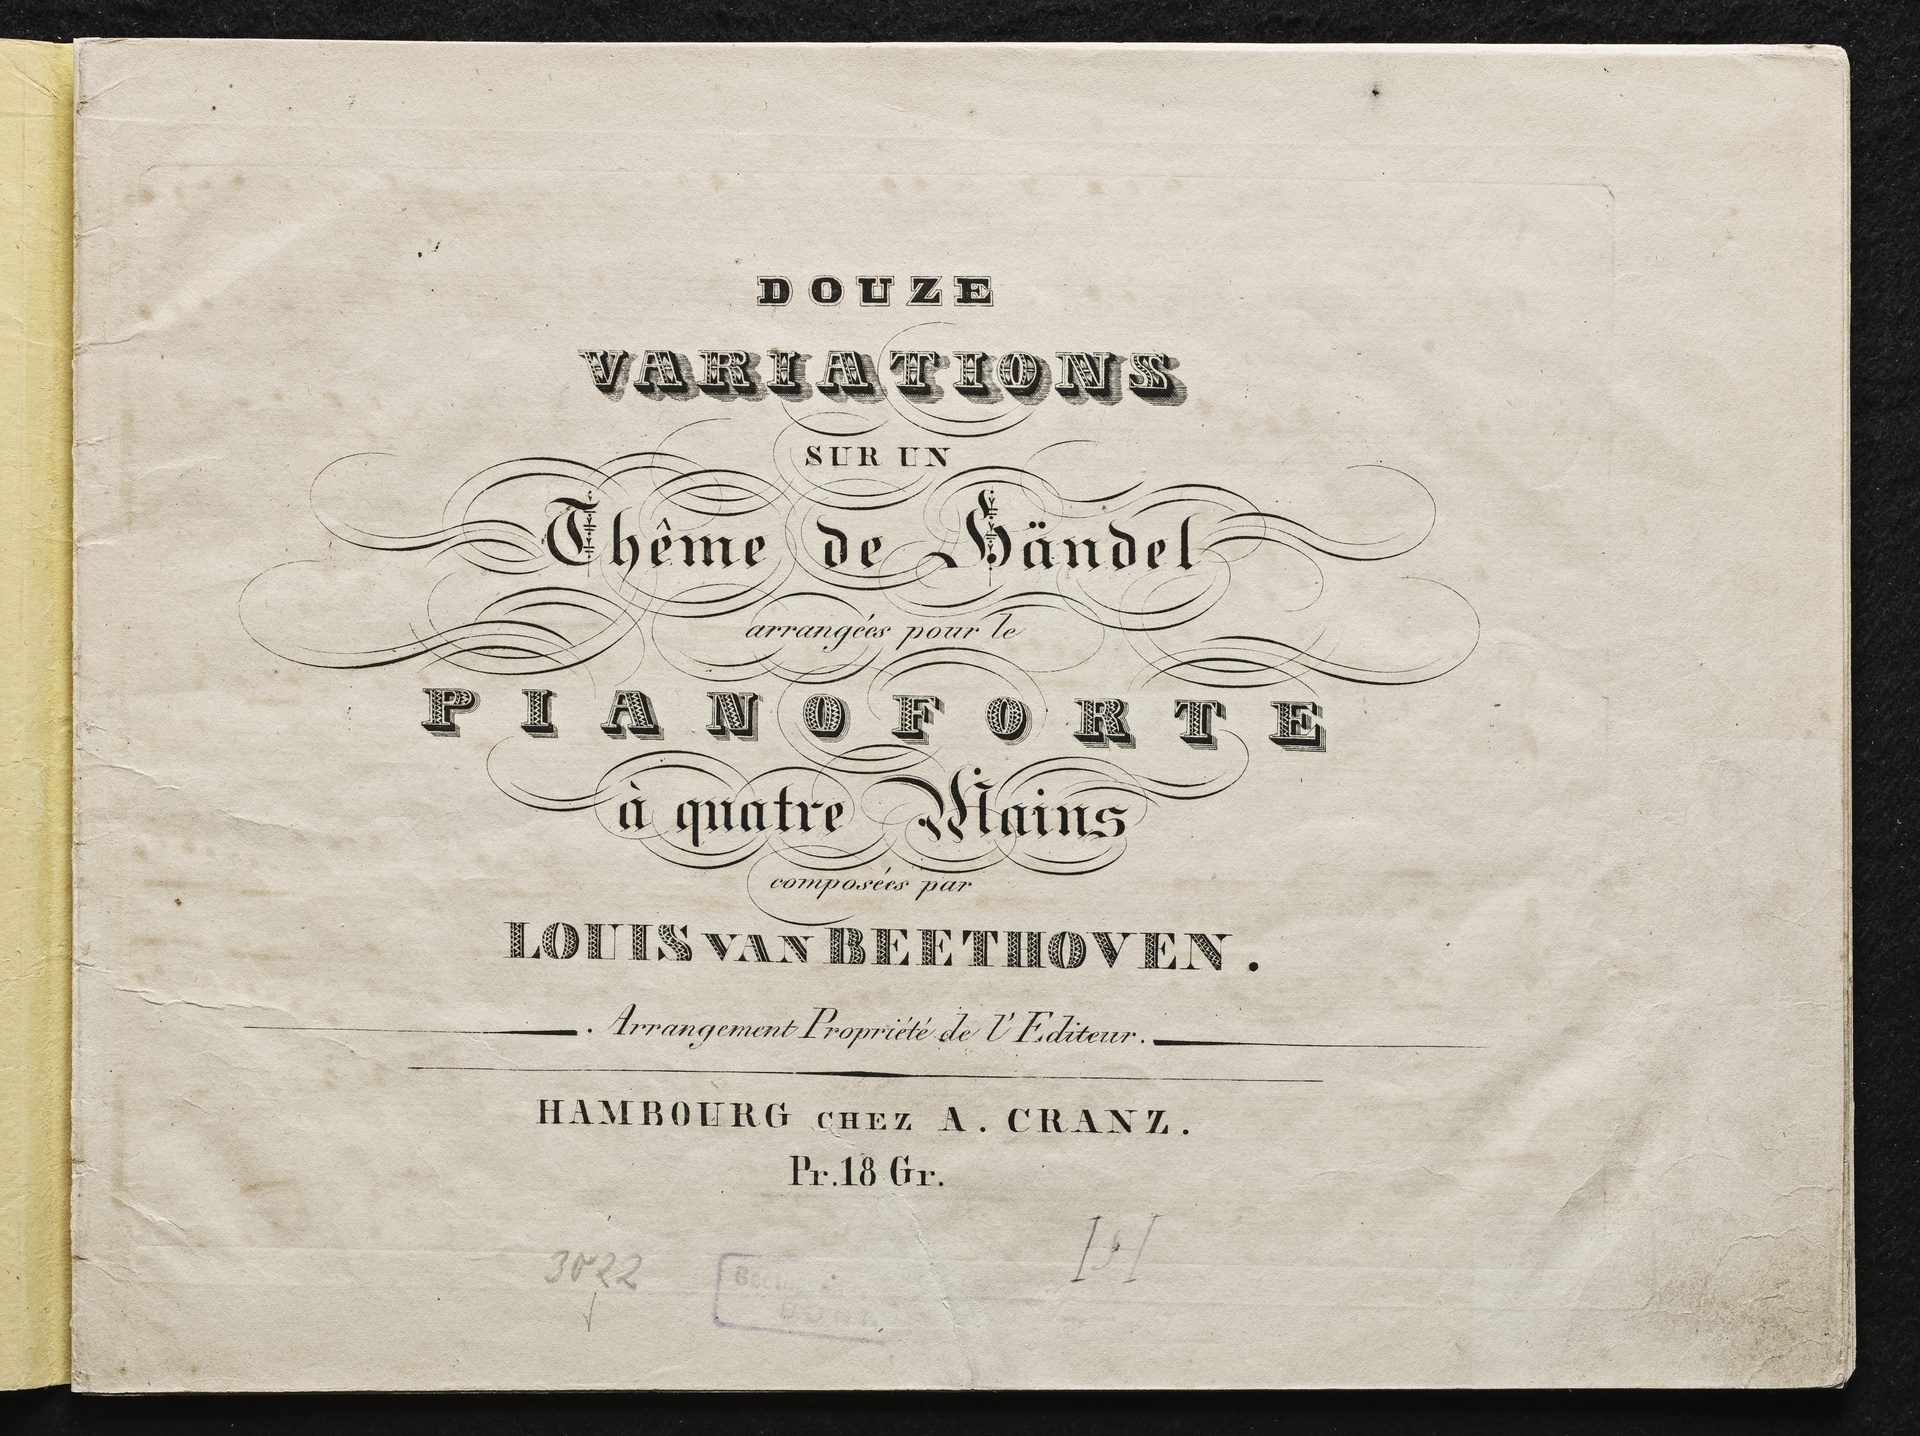 DOUZE
VARIATIONS
SUR UN
Thême de Händel
arrangées pour le
PIANOFORTE
à quatre Mains
composées par
LOUIS VAN BEETHOVEN.
. Arrangement Propriété de l'Editeur.
HAMBOURG CHEZ A. CRANZ.
Pr. 18 Gr.
3022